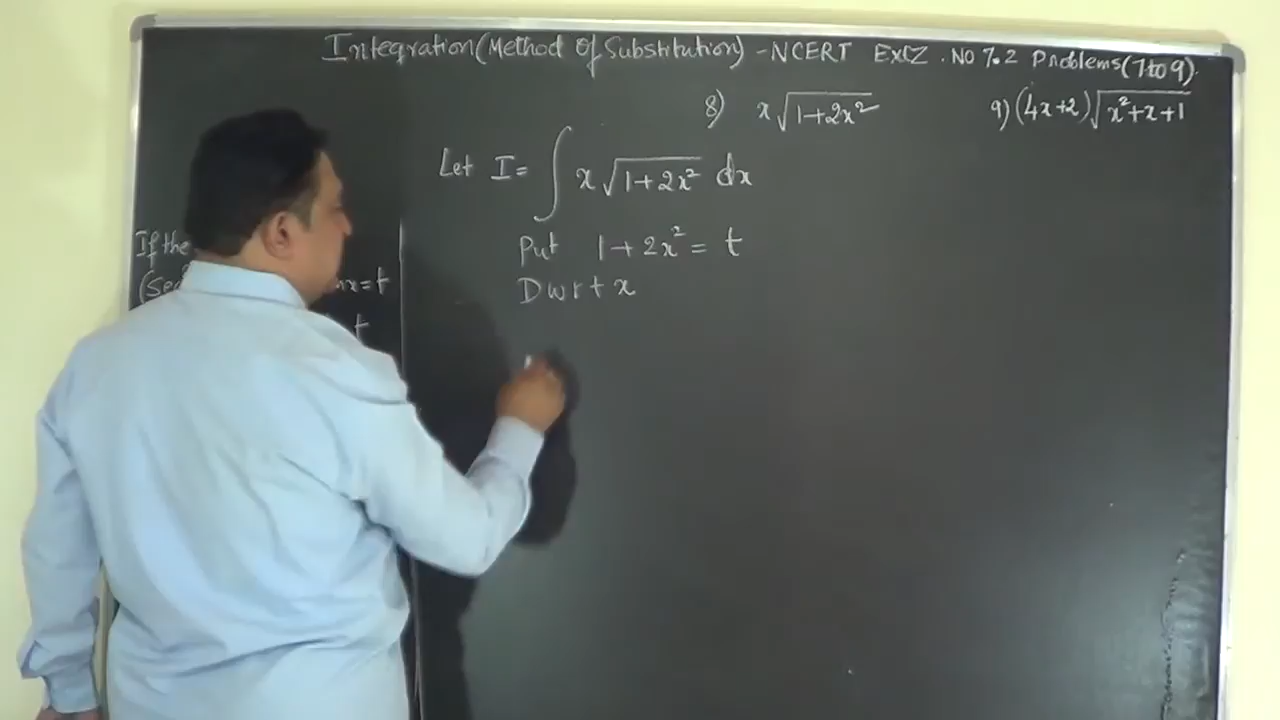 Integration (Method Of Substitution) - NCERT EXCZ . NO 7.2 Problems (7 to 9).
8) x√(1+2x²)
9) (4x+2)√(x²+x+1)
Let I = ∫ x√(1+2x²) dx
Put 1+2x² = t
Dwrt x
If the
x=t
t